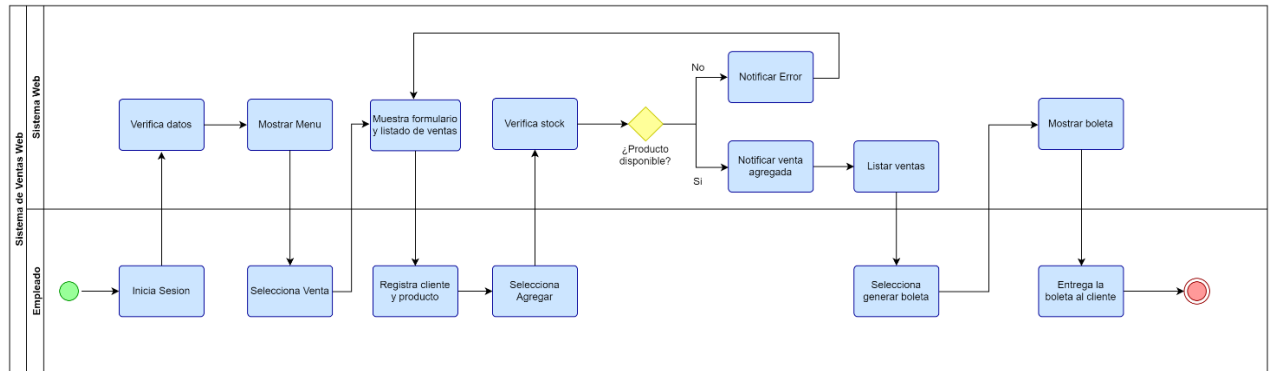 Sistema de Ventas Web
Sistema Web
Empleado
Verifica datos
Mostrar Menu
Muestra formulario
y listado de ventas
Verifica stock
¿Producto
disponible?
No
Si
Notificar Error
Notificar venta
agregada
Listar ventas
Mostrar boleta
Inicia Sesion
Selecciona Venta
Registra cliente
y producto
Selecciona
Agregar
Selecciona
generar boleta
Entrega la
boleta al cliente